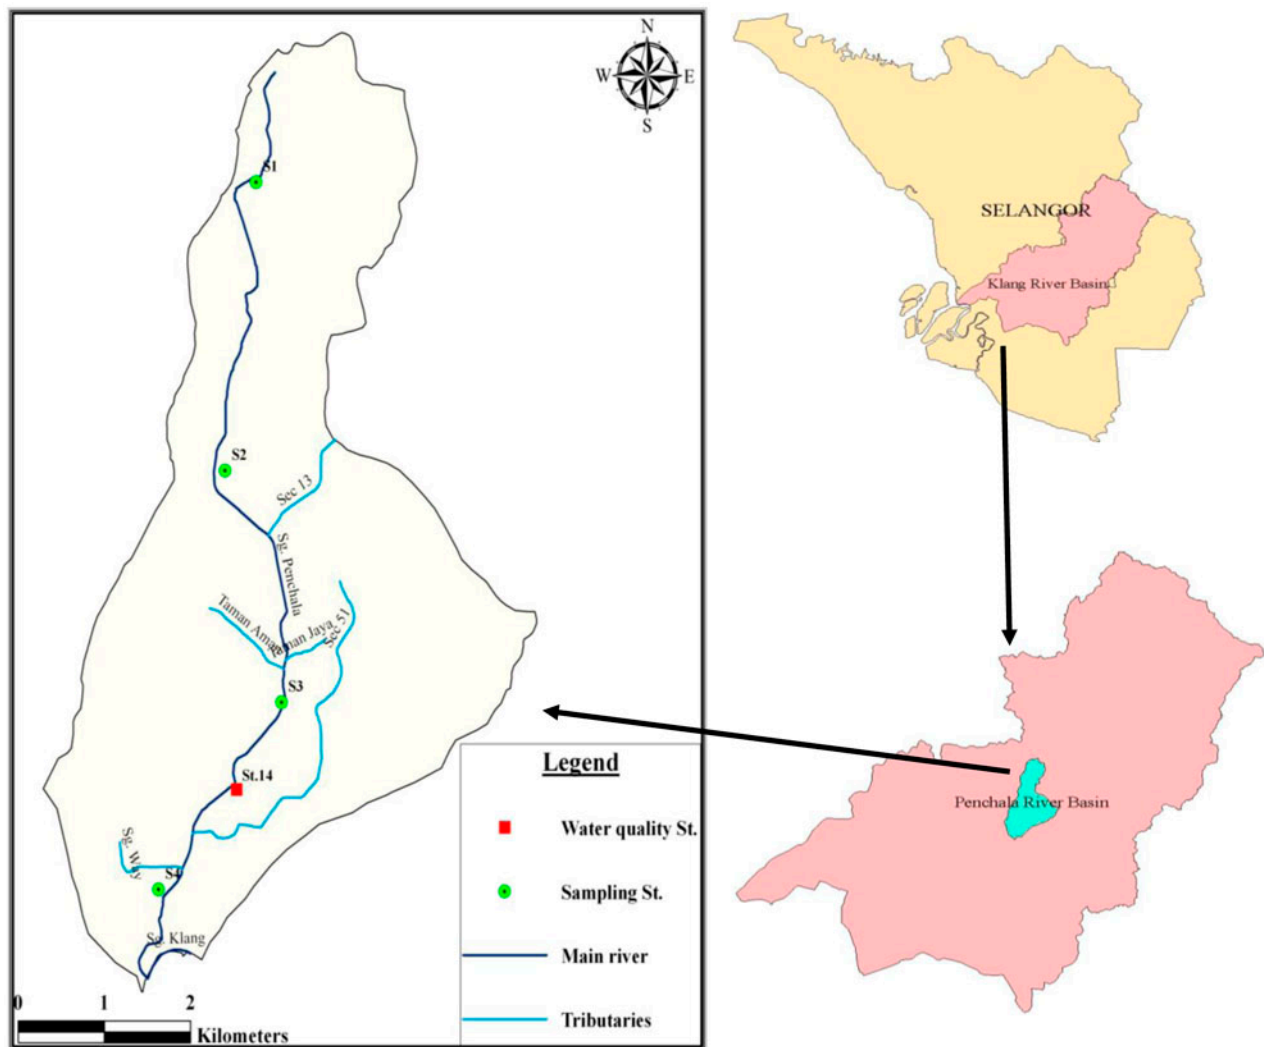 N
W E
S
S1
S2
Sec 13
Sg. Penchala
Taman Aman
Taman Jaya
Sec 51
S3
St.14
Sg. Way
S4
Sg. Klang
0 1 2
Kilometers
Legend
Water quality St.
Sampling St.
Main river
Tributaries
SELANGOR
Klang River Basin
Penchala River Basin